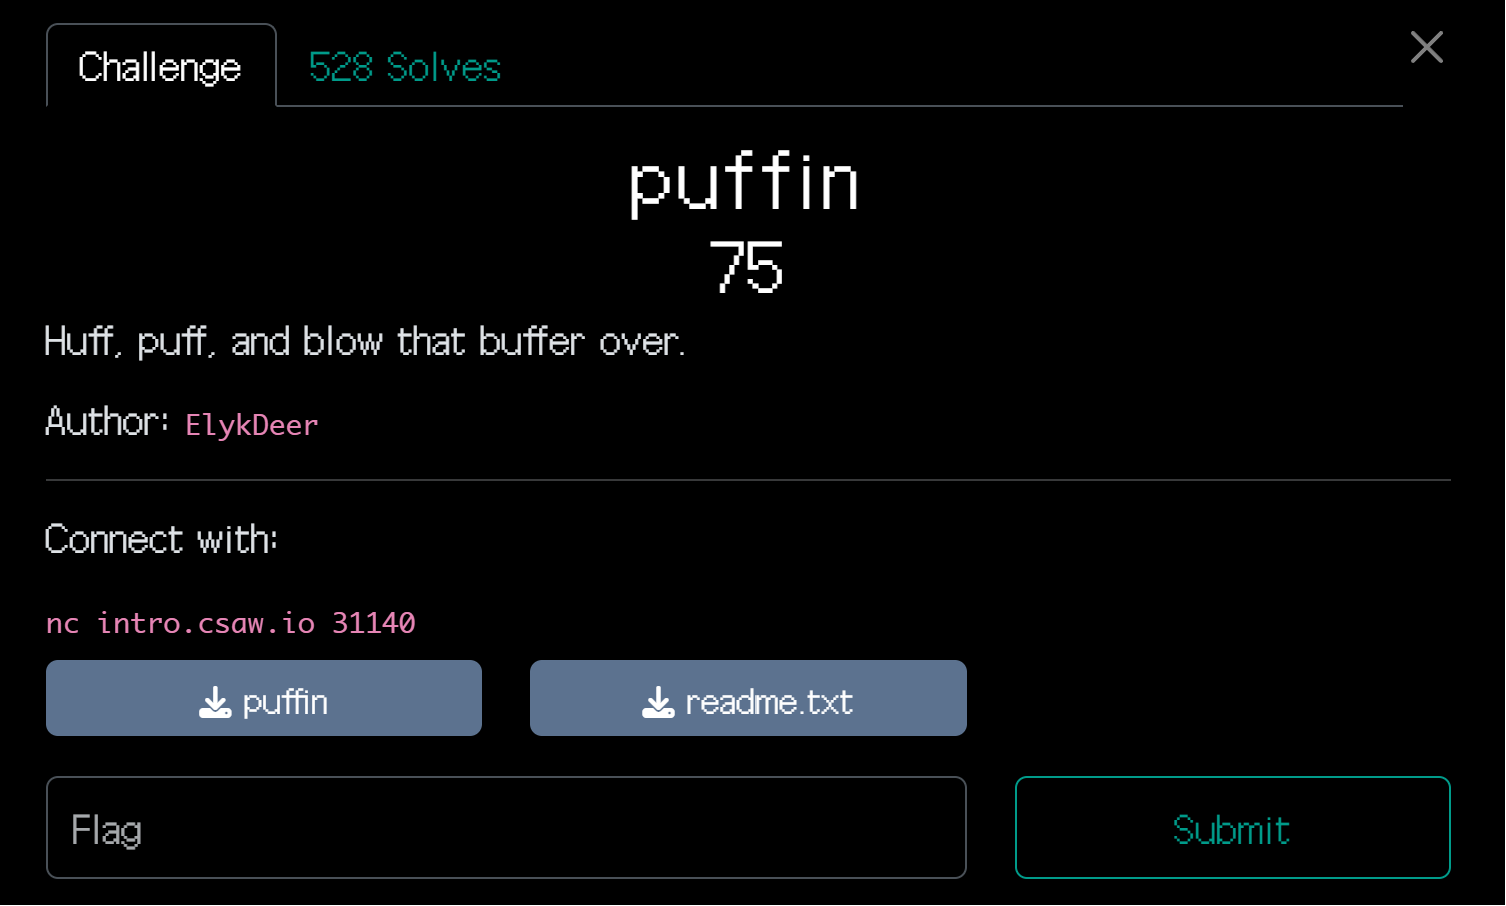 Challenge
528 Solves
puffin
75
Huff, puff, and blow that buffer over.
Author: ElykDeer
Connect with:
nc intro.csaw.io 31140
puffin
readme.txt
Flag
Submit